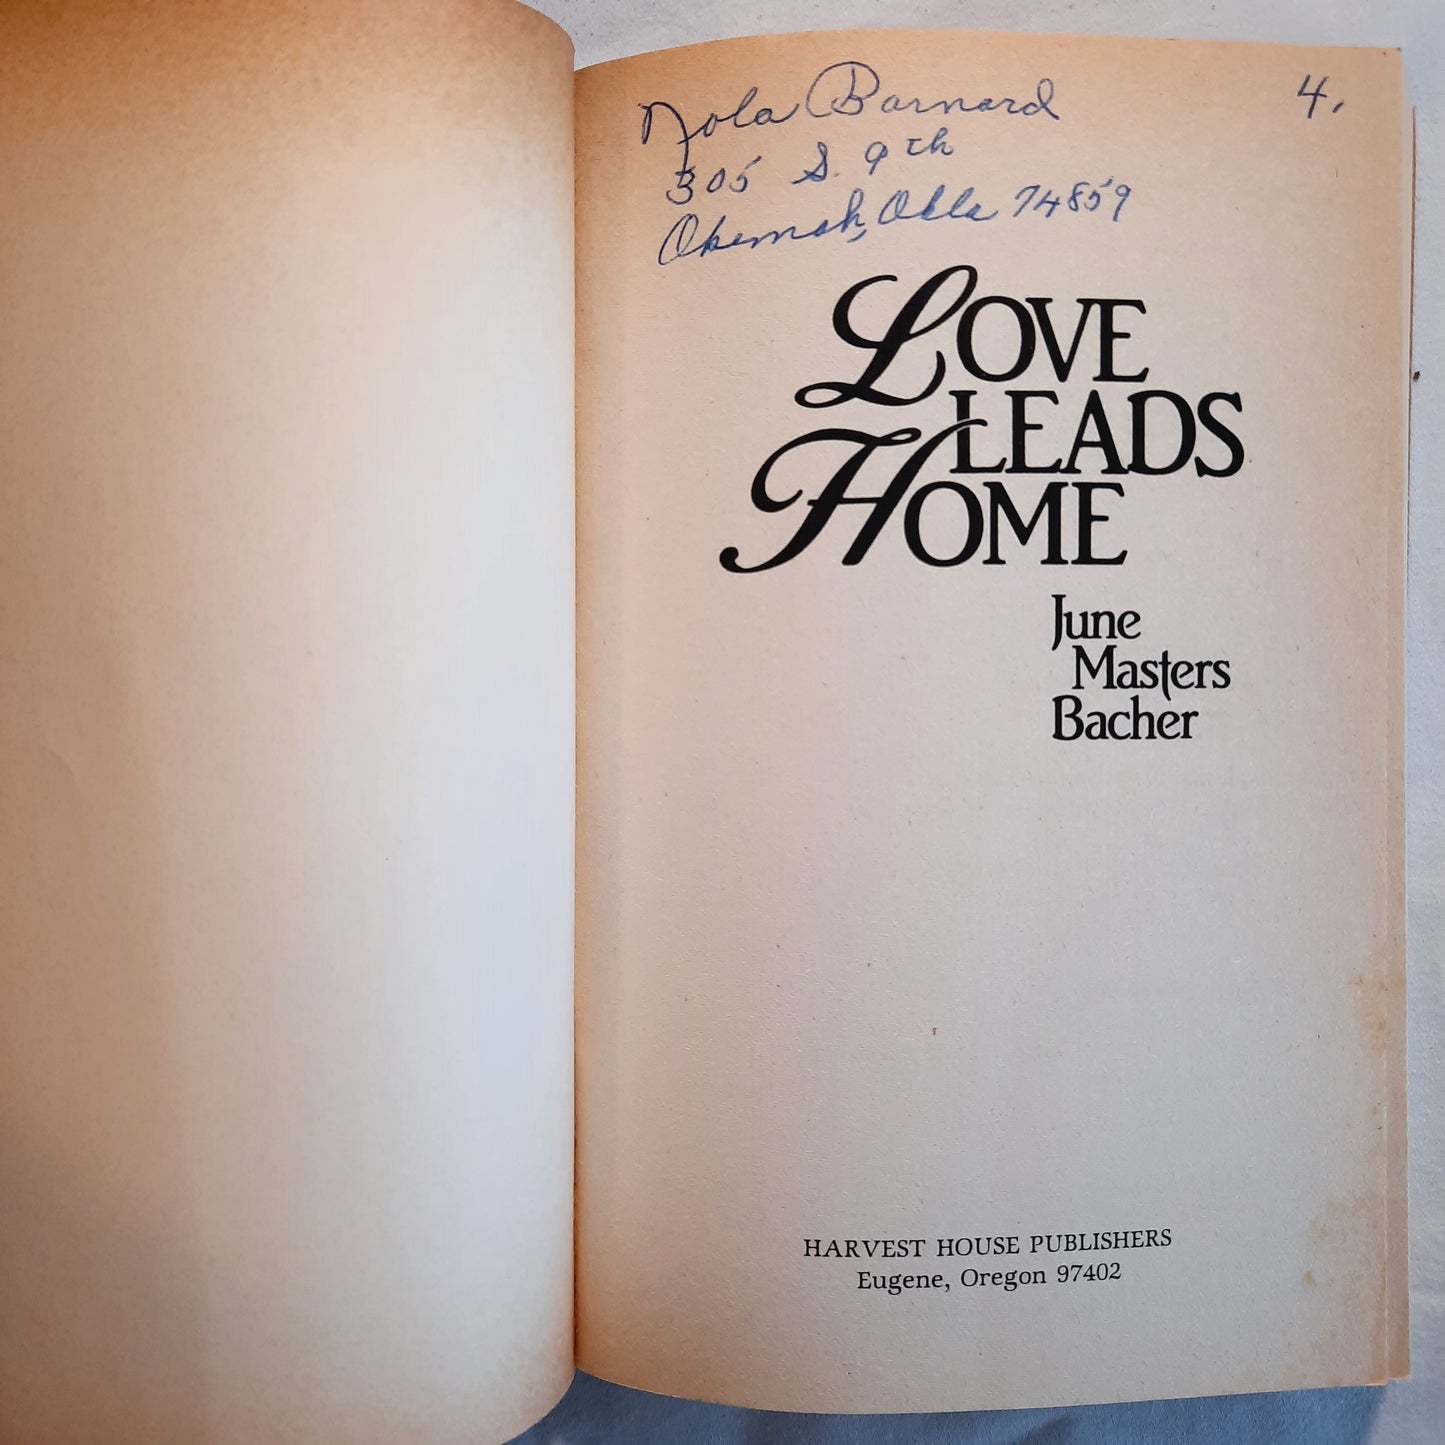 Nola Barnard 4.
305 S. 9th
Okemah, Okla 74859
LOVE
LEADS
HOME
June
Masters
Bacher
HARVEST HOUSE PUBLISHERS
Eugene, Oregon 97402